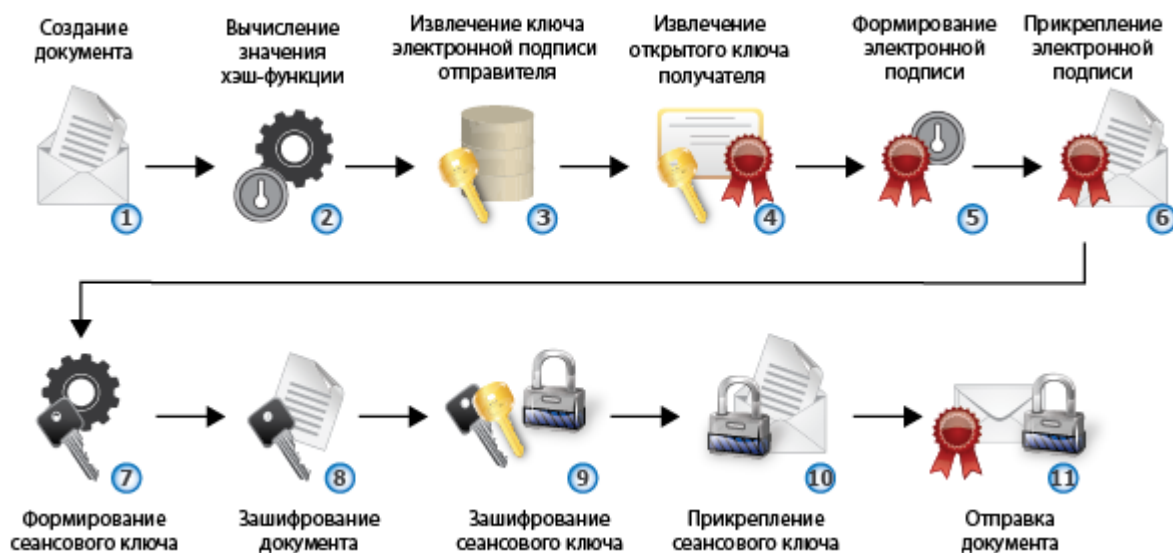 Создание
документа
1
Вычисление
значения
хэш-функции
2
Извлечение ключа
электронной подписи
отправителя
3
Извлечение
открытого ключа
получателя
4
Формирование
электронной
подписи
5
Прикрепление
электронной
подписи
6
7
Формирование
сеансового ключа
8
Зашифрование
документа
9
Зашифрование
сеансового ключа
10
Прикрепление
сеансового ключа
11
Отправка
документа